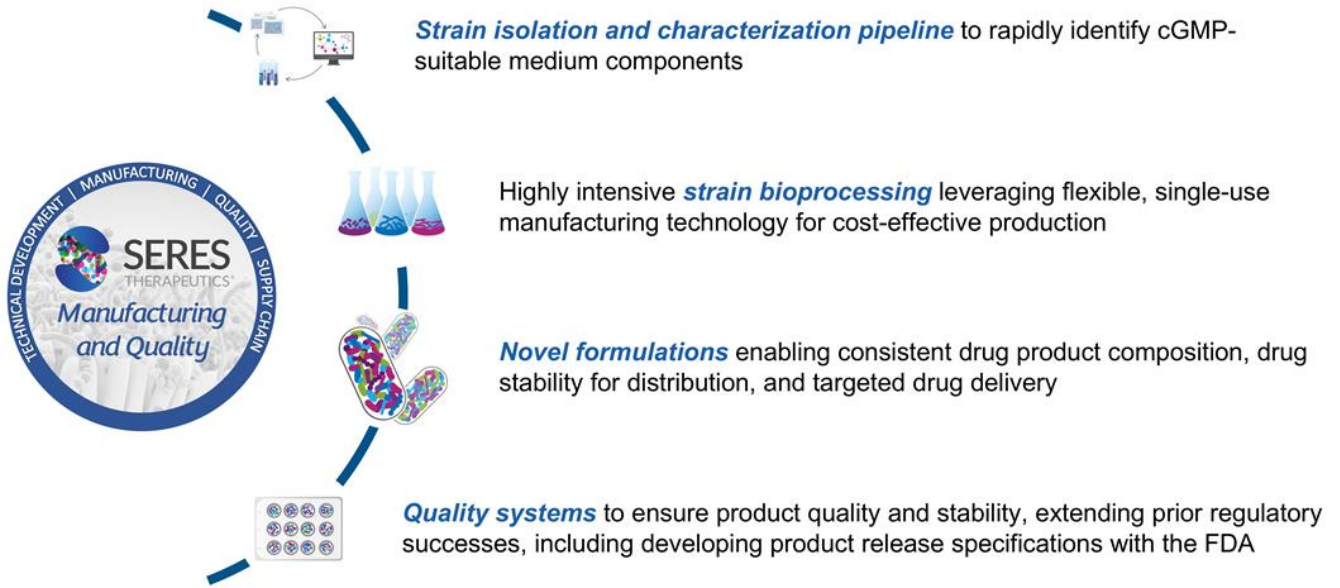 Strain isolation and characterization pipeline to rapidly identify cGMP-
suitable medium components
TECHNICAL DEVELOPMENT | MANUFACTURING | QUALITY | SUPPLY CHAIN
SERES
THERAPEUTICS®
Manufacturing
and Quality
Highly intensive strain bioprocessing leveraging flexible, single-use
manufacturing technology for cost-effective production
Novel formulations enabling consistent drug product composition, drug
stability for distribution, and targeted drug delivery
Quality systems to ensure product quality and stability, extending prior regulatory
successes, including developing product release specifications with the FDA